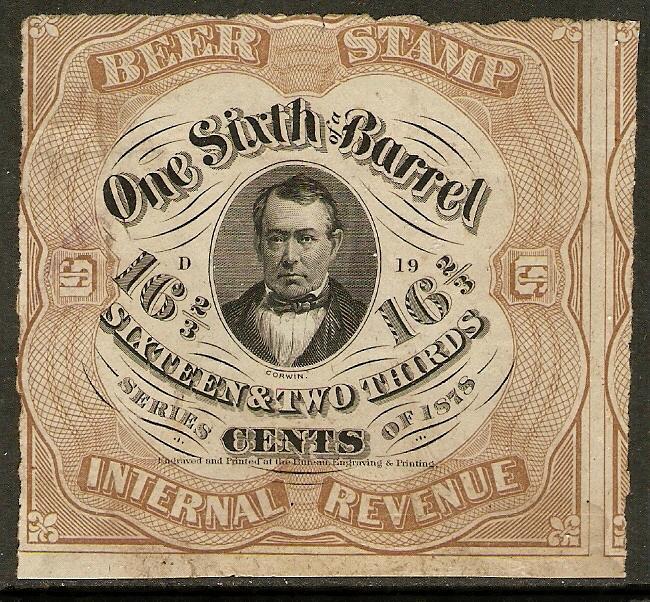 BEER STAMP
One Sixth of a Barrel
D 19
16 2/3 16 2/3
CORWIN.
SIXTEEN & TWO THIRDS
CENTS
SERIES OF 1878
Engraved and Printed at the Bureau, Engraving & Printing.
INTERNAL REVENUE